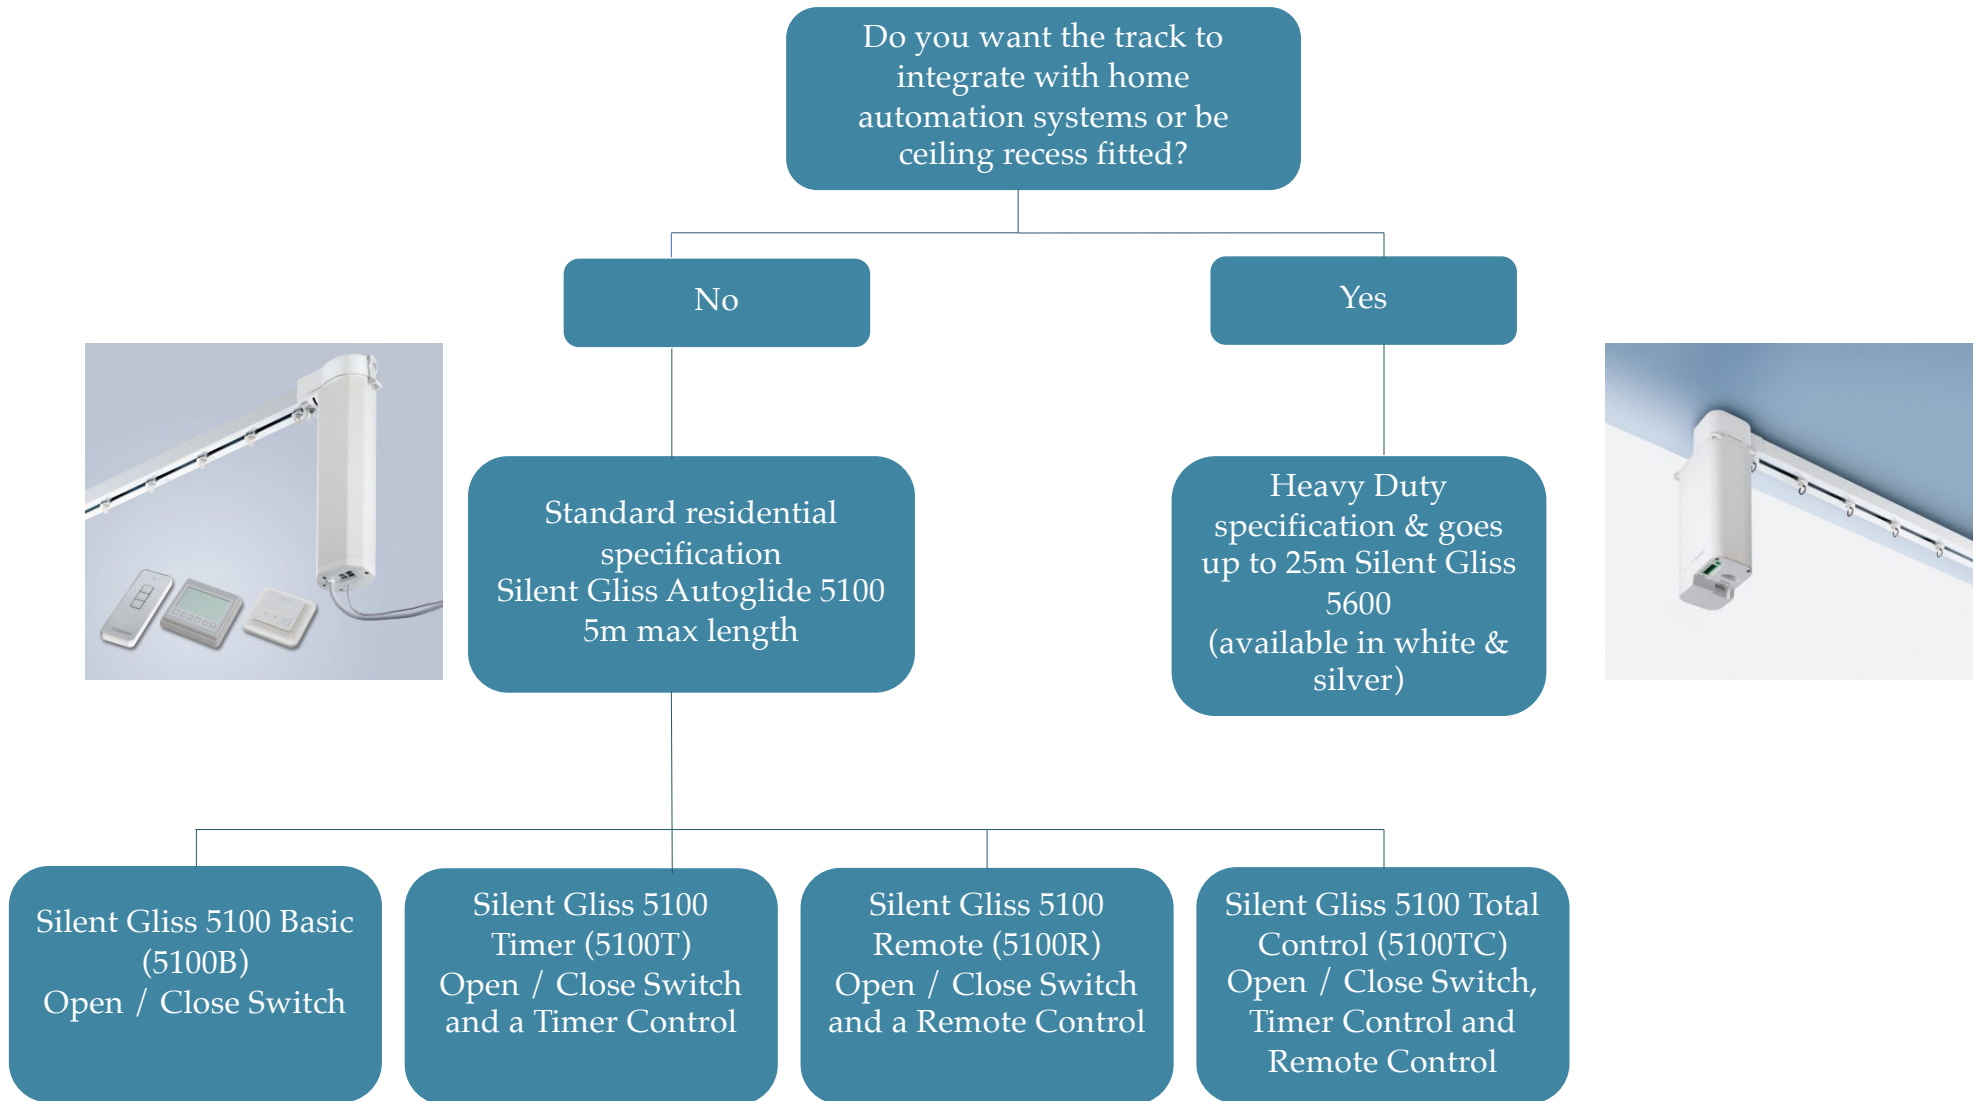 Do you want the track to
integrate with home
automation systems or be
ceiling recess fitted?
No
Yes
Standard residential
specification
Silent Gliss Autoglide 5100
5m max length
Heavy Duty
specification & goes
up to 25m Silent Gliss
5600
(available in white &
silver)
Silent Gliss 5100 Basic
(5100B)
Open / Close Switch
Silent Gliss 5100
Timer (5100T)
Open / Close Switch
and a Timer Control
Silent Gliss 5100
Remote (5100R)
Open / Close Switch
and a Remote Control
Silent Gliss 5100 Total
Control (5100TC)
Open / Close Switch,
Timer Control and
Remote Control